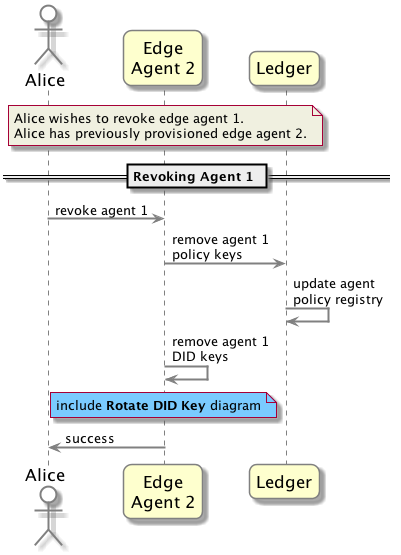 Alice
Edge
Agent 2
Ledger
Alice wishes to revoke edge agent 1.
Alice has previously provisioned edge agent 2.
Revoking Agent 1
revoke agent 1
remove agent 1
policy keys
update agent
policy registry
remove agent 1
DID keys
include Rotate DID Key diagram
success
Alice
Edge
Agent 2
Ledger